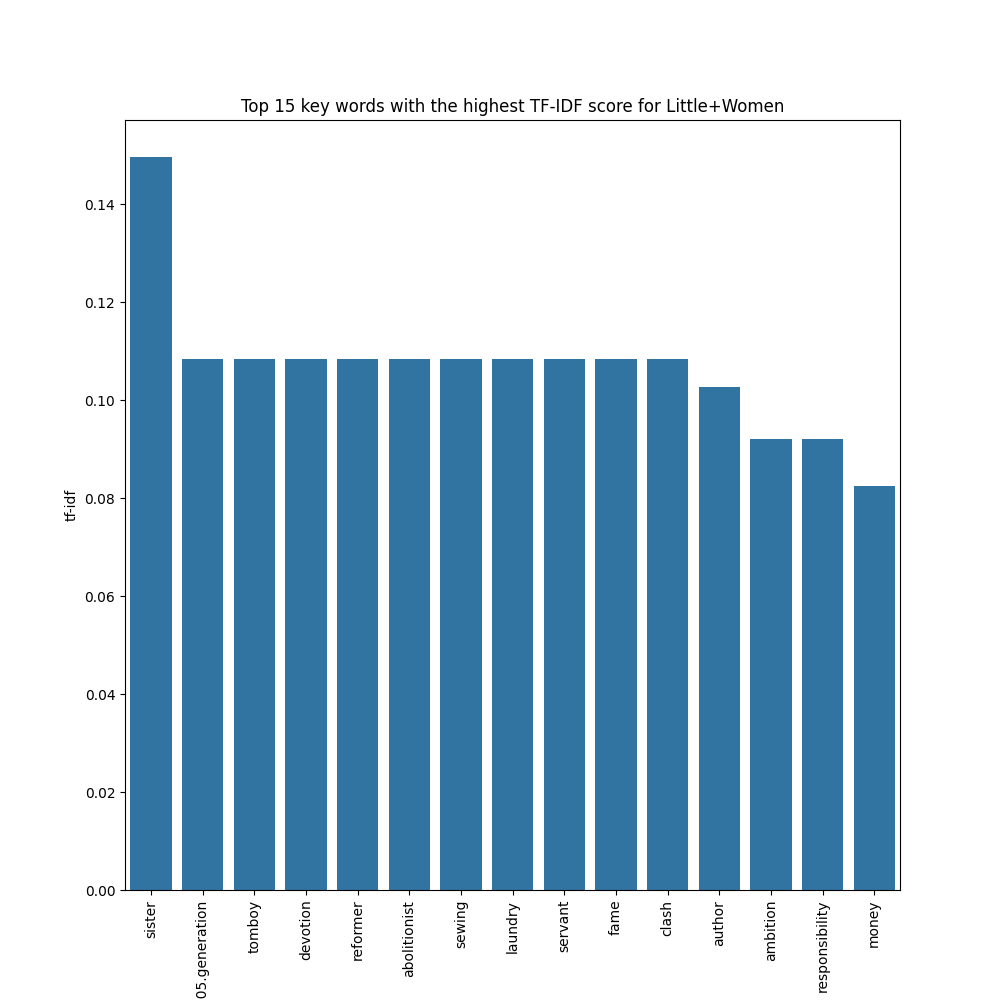 Top 15 key words with the highest TF-IDF score for Little+Women
0.14
0.12
0.10
0.08
0.06
0.04
0.02
0.00
tf-idf
sister
05.generation
tomboy
devotion
reformer
abolitionist
sewing
laundry
servant
fame
clash
author
ambition
responsibility
money